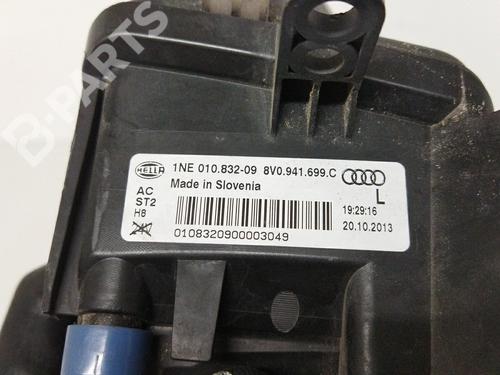 B-PARTS
HELLA
1NE 010.832-09 8V0.941.699.C
Made in Slovenia
L
AC
ST2
H8
19:29:16
20.10.2013
0108320900003049